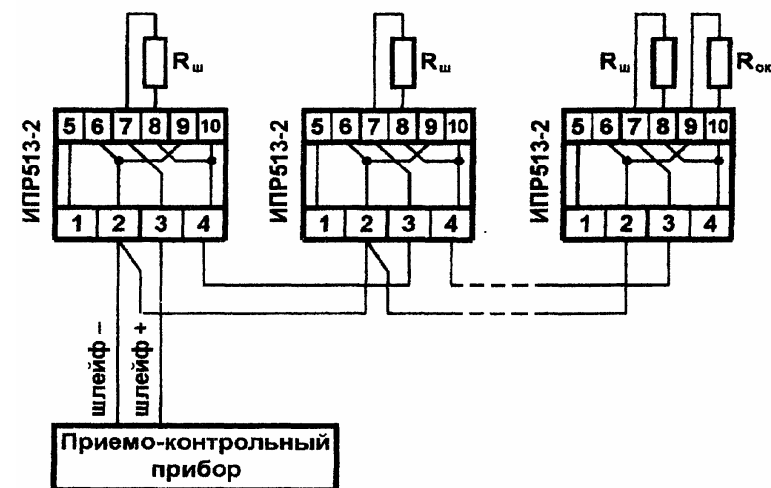 Rш
Rш
Rш
Rок
ИПР513-2
5 6 7 8 9 10
1 2 3 4
ИПР513-2
5 6 7 8 9 10
1 2 3 4
ИПР513-2
5 6 7 8 9 10
1 2 3 4
шлейф –
шлейф +
Приемо-контрольный
прибор